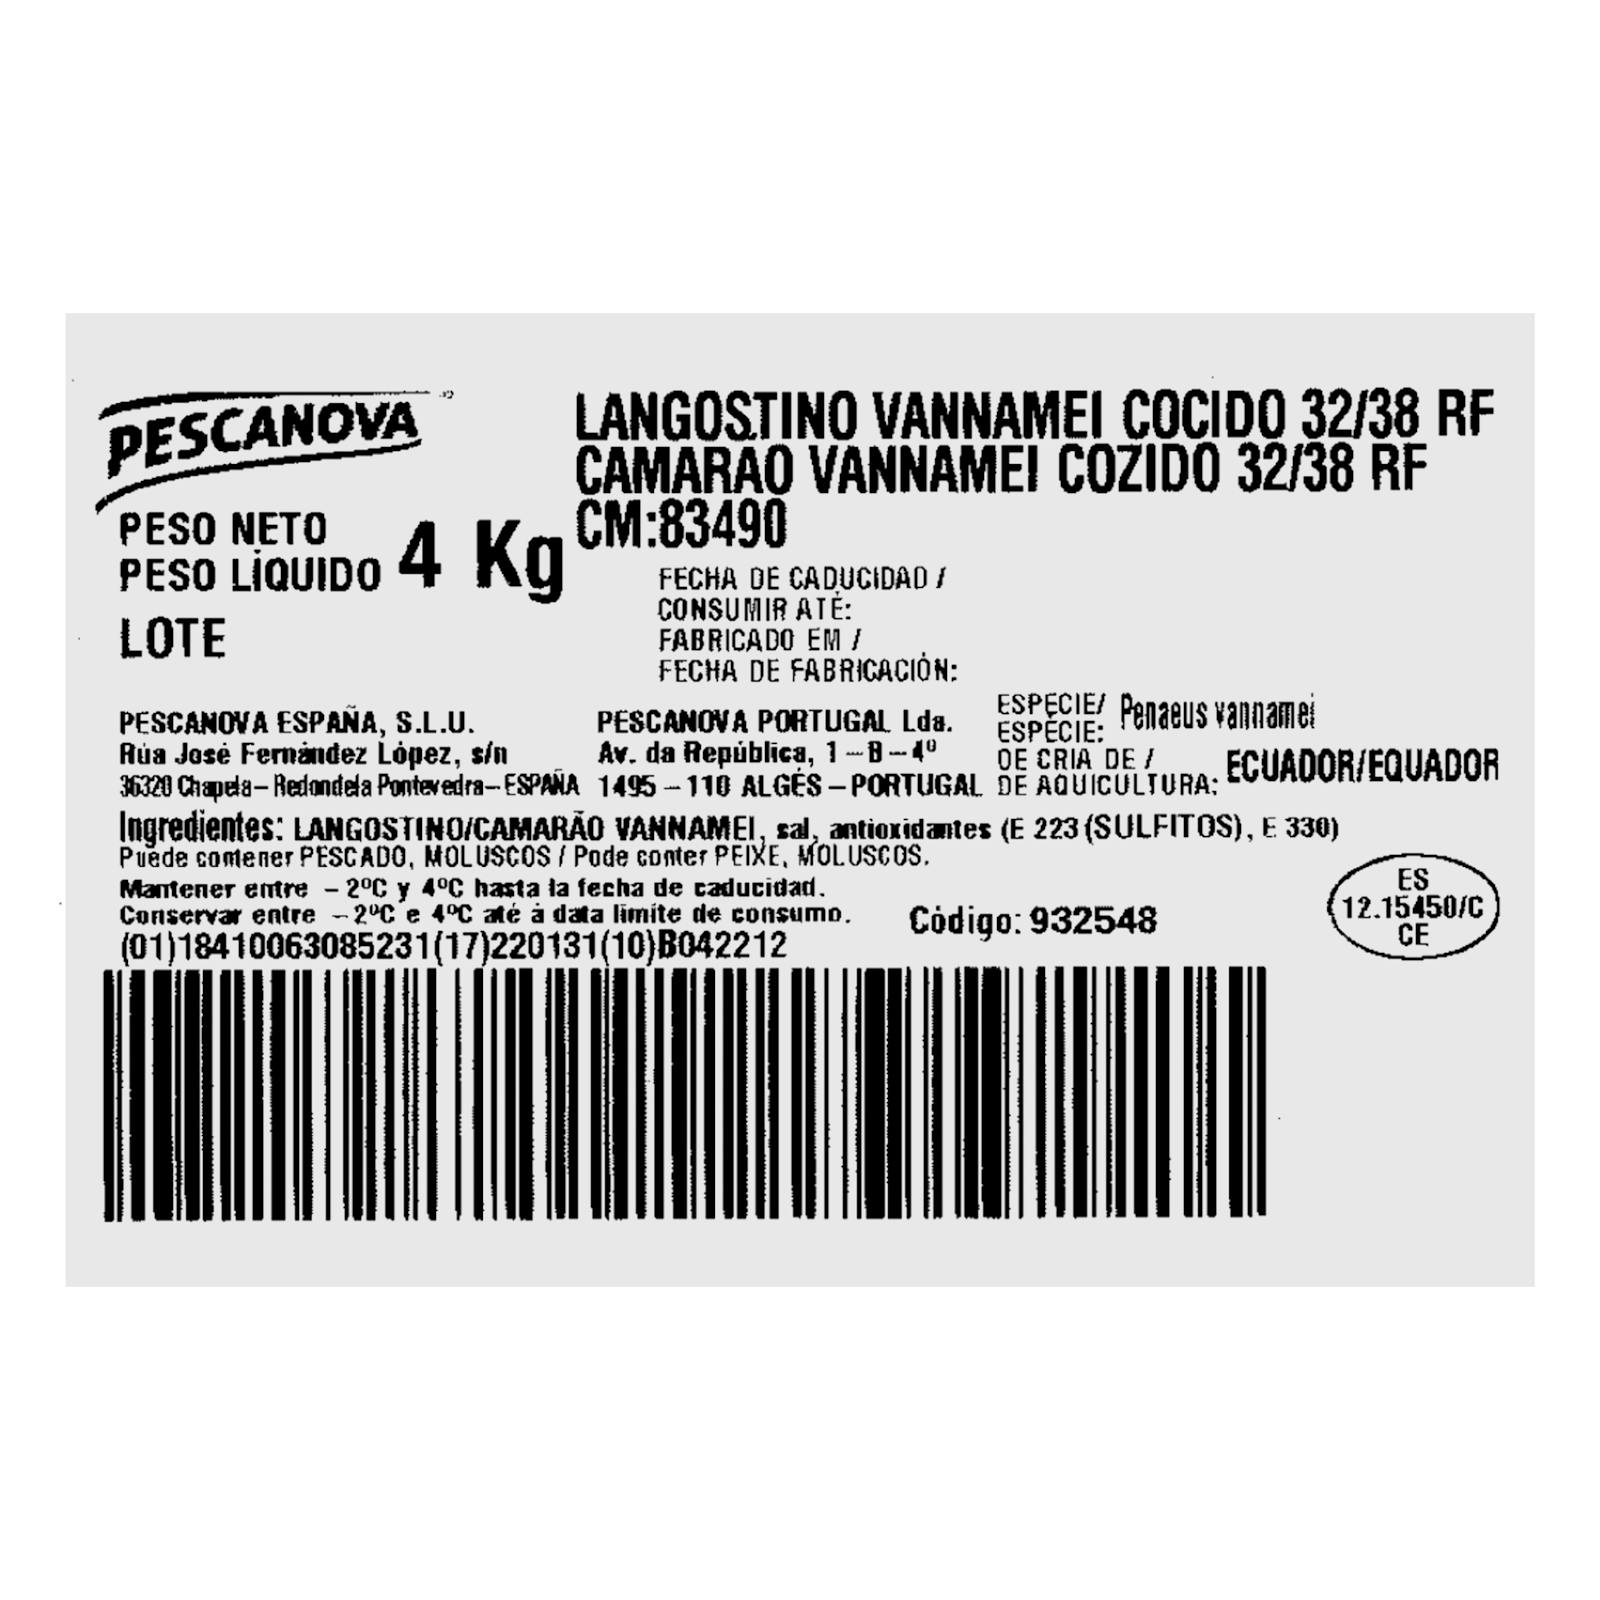 PESCANOVA
LANGOSTINO VANNAMEI COCIDO 32/38 RF
CAMARAO VANNAMEI COZIDO 32/38 RF
CM:83490
PESO NETO
PESO LÍQUIDO 4 Kg
LOTE
FECHA DE CADUCIDAD /
CONSUMIR ATÉ:
FABRICADO EM /
FECHA DE FABRICACIÓN:
PESCANOVA ESPAÑA, S.L.U.
Rúa José Fernández López, s/n
36320 Chapela – Redondela Pontevedra – ESPAÑA
PESCANOVA PORTUGAL Lda.
Av. da República, 1 – B – 4º
1495 – 110 ALGÉS – PORTUGAL
ESPECIE/
ESPÉCIE: Penaeus vannamei
DE CRIA DE /
DE AQUICULTURA: ECUADOR/EQUADOR
Ingredientes: LANGOSTINO/CAMARÃO VANNAMEI, sal, antioxidantes (E 223 (SULFITOS), E 330)
Puede contener PESCADO, MOLUSCOS / Pode conter PEIXE, MOLUSCOS.
Mantener entre – 2ºC y 4ºC hasta la fecha de caducidad.
Conservar entre – 2ºC e 4ºC até à data limite de consumo.
Código: 932548
ES
12.15450/C
CE
(01)18410063085231(17)220131(10)B042212